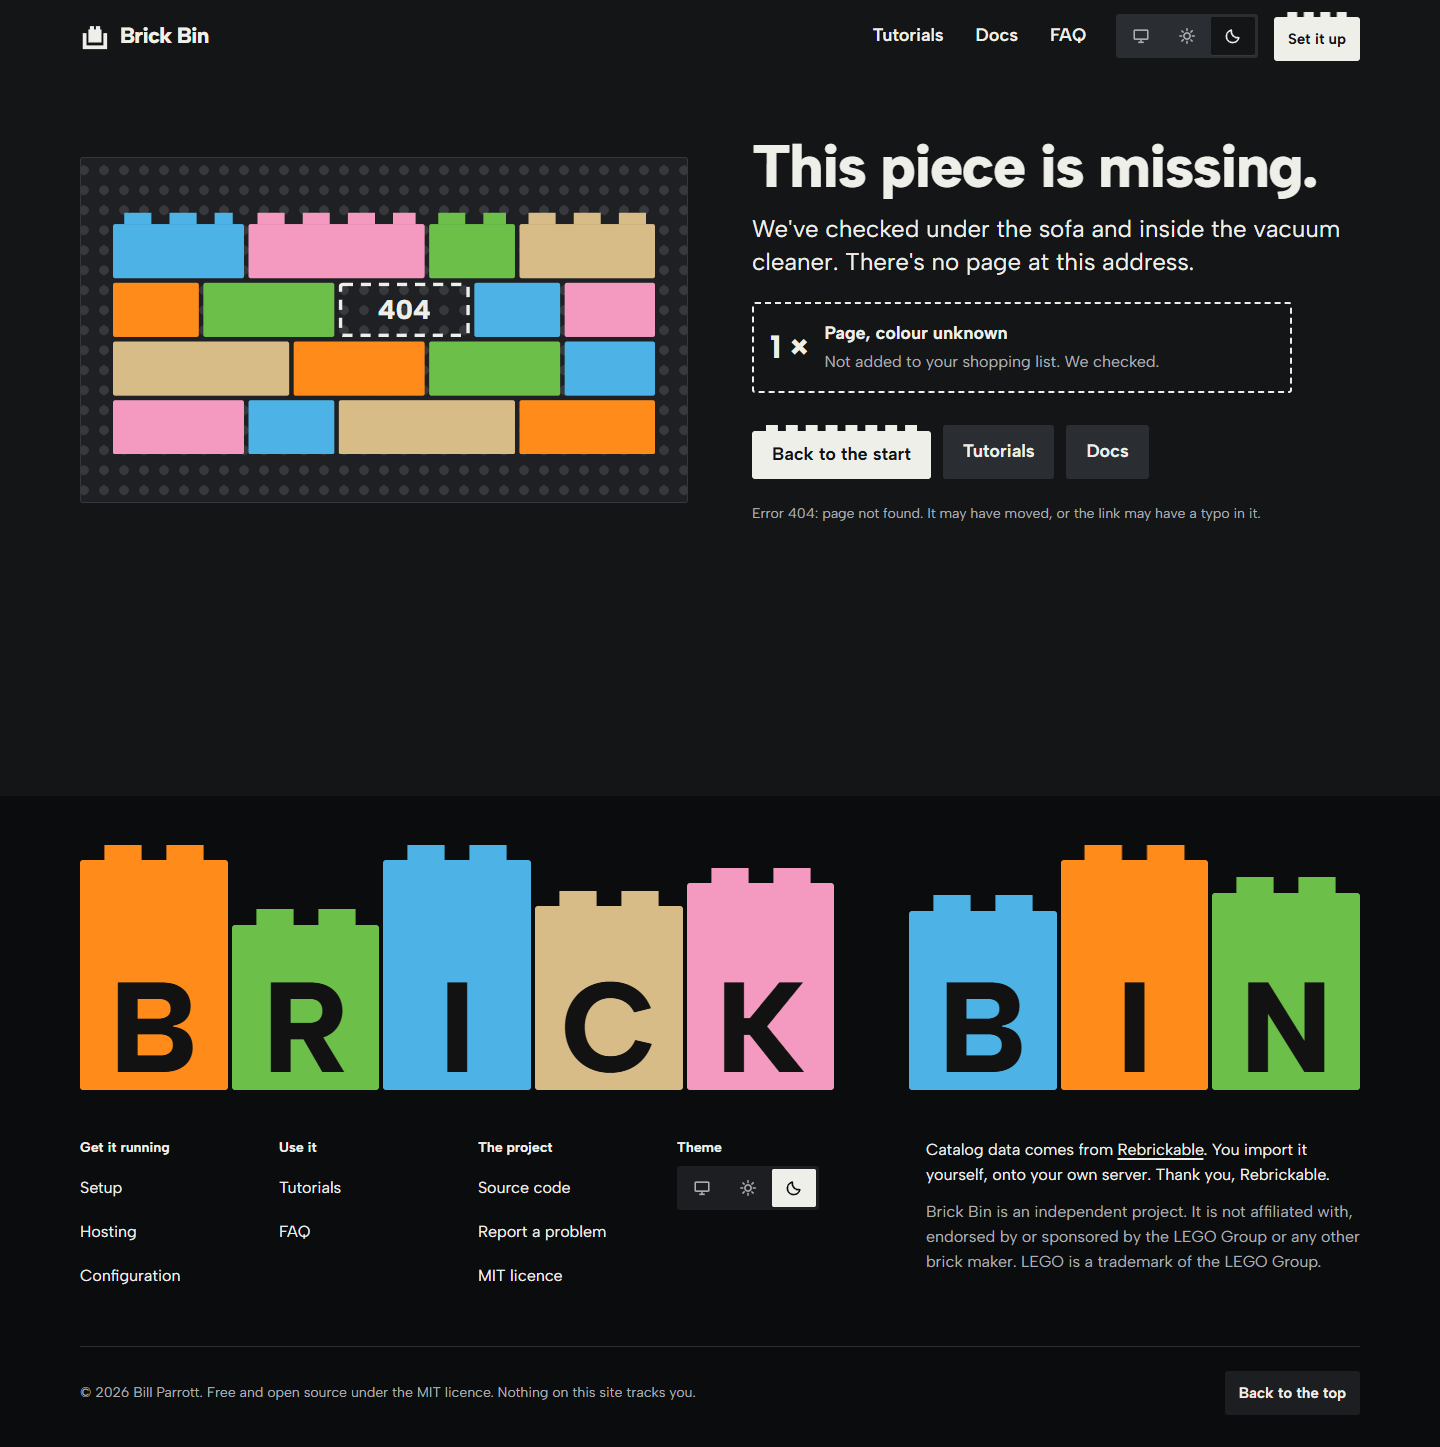 Brick Bin
Tutorials
Docs
FAQ
Set it up
404
This piece is missing.
We've checked under the sofa and inside the vacuum
cleaner. There's no page at this address.
1 ×
Page, colour unknown
Not added to your shopping list. We checked.
Back to the start
Tutorials
Docs
Error 404: page not found. It may have moved, or the link may have a typo in it.
BRICK BIN
Get it running
Setup
Hosting
Configuration
Use it
Tutorials
FAQ
The project
Source code
Report a problem
MIT licence
Theme
Catalog data comes from Rebrickable. You import it
yourself, onto your own server. Thank you, Rebrickable.
Brick Bin is an independent project. It is not affiliated with,
endorsed by or sponsored by the LEGO Group or any other
brick maker. LEGO is a trademark of the LEGO Group.
© 2026 Bill Parrott. Free and open source under the MIT licence. Nothing on this site tracks you.
Back to the top